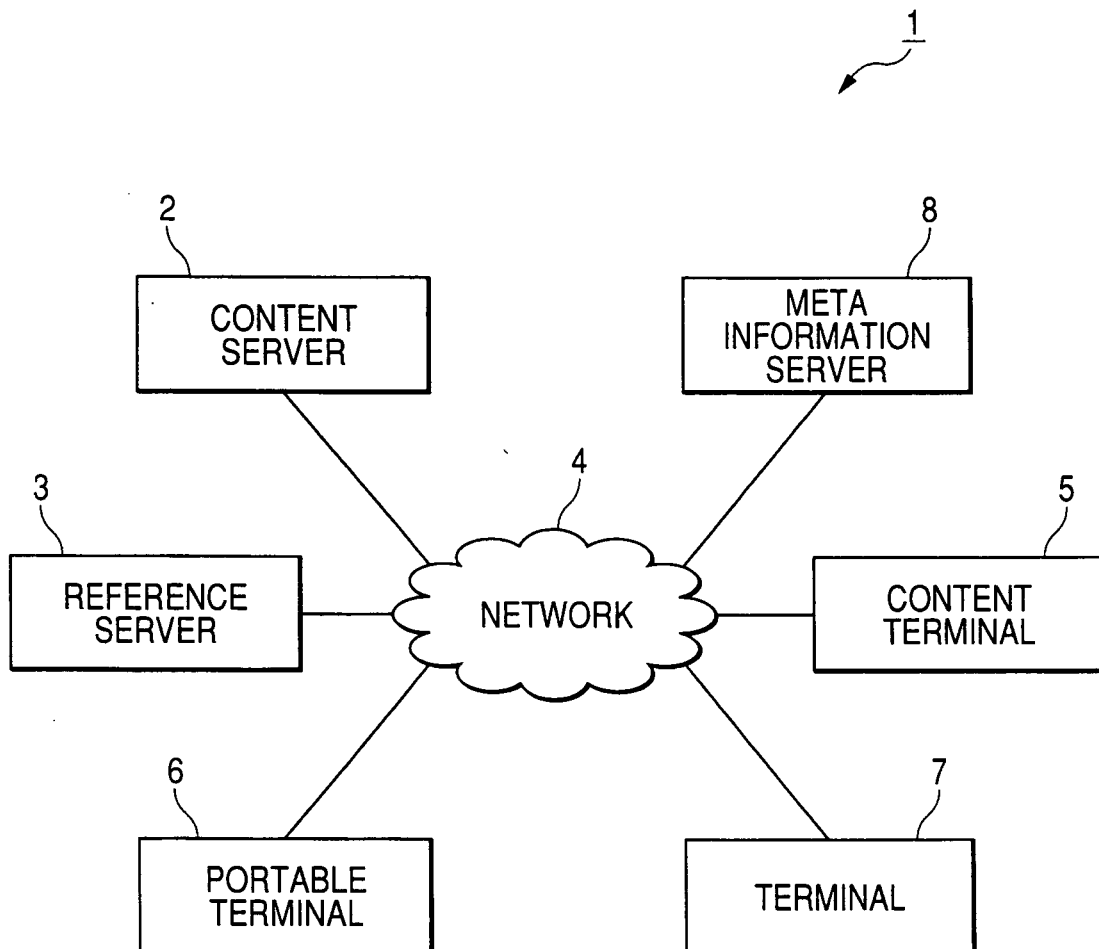 1
2
CONTENT
SERVER
8
META
INFORMATION
SERVER
3
REFERENCE
SERVER
4
NETWORK
5
CONTENT
TERMINAL
6
PORTABLE
TERMINAL
7
TERMINAL